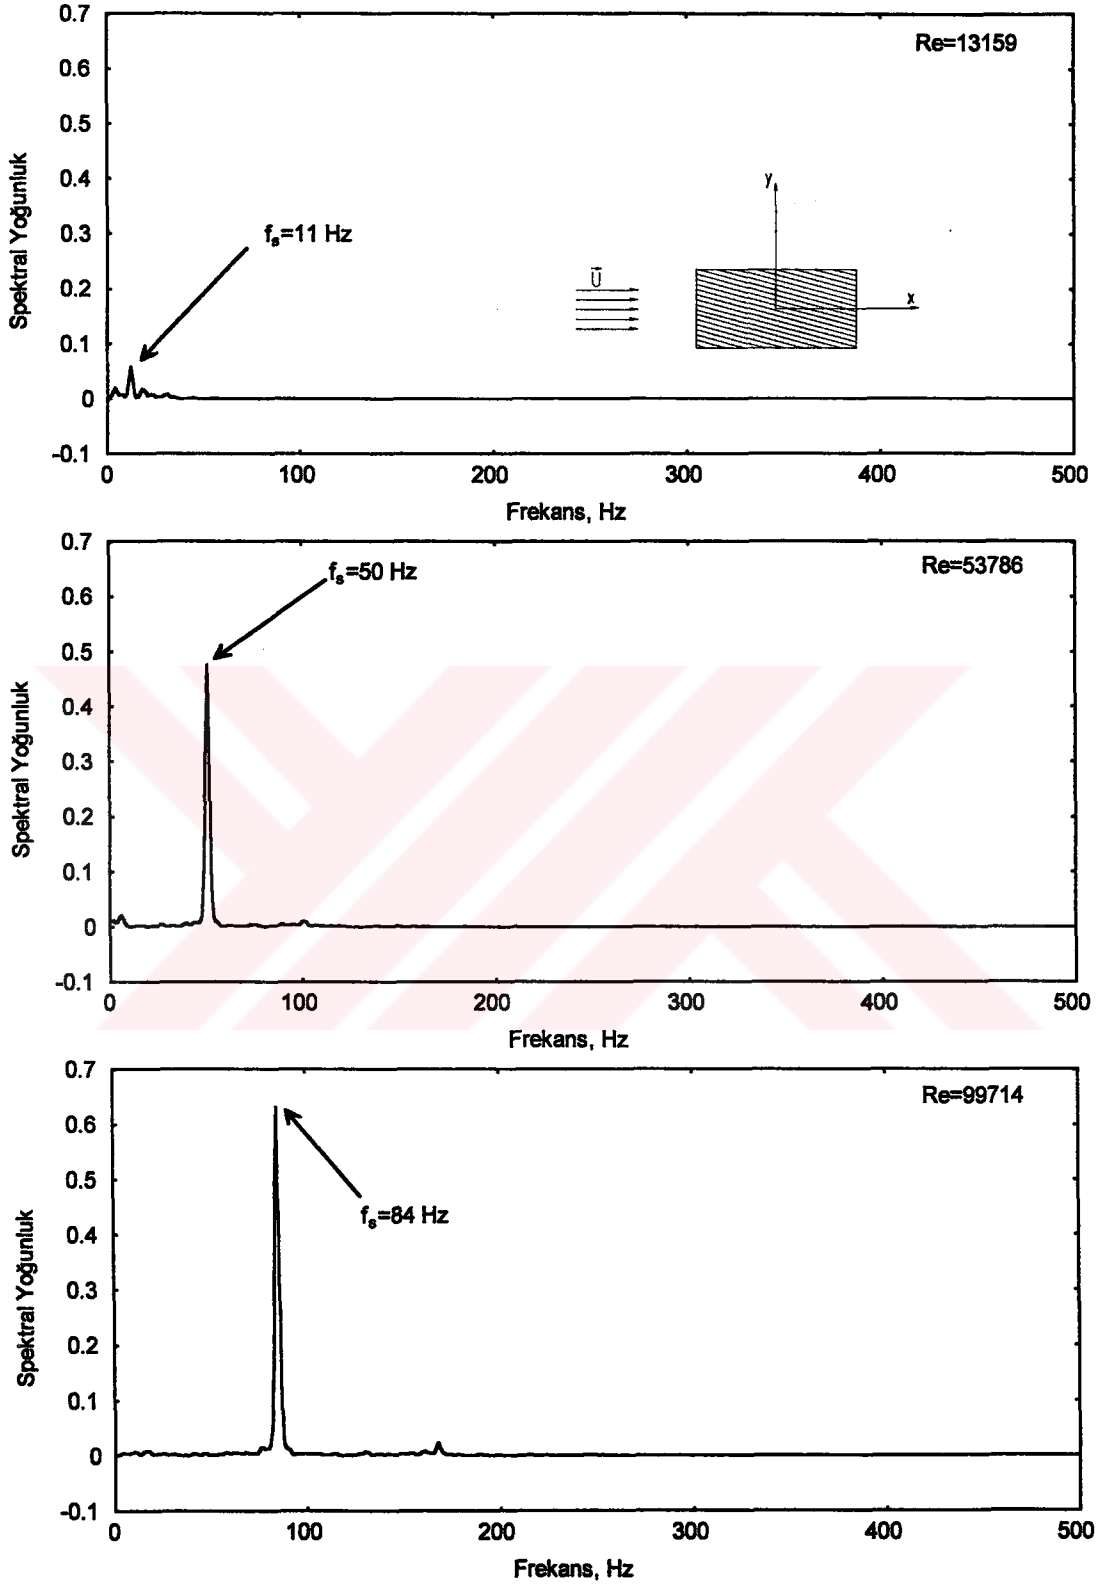 0.7
Re=13159
0.6
0.5
0.4
y
0.3
fs=11 Hz
U
0.2
x
0.1
0
-0.1
Spektral Yoğunluk
0 100 200 300 400 500
Frekans, Hz
0.7
fs=50 Hz
Re=53786
0.6
0.5
0.4
0.3
0.2
0.1
0
-0.1
Spektral Yoğunluk
0 100 200 300 400 500
Frekans, Hz
0.7
Re=99714
0.6
0.5
fs=84 Hz
0.4
0.3
0.2
0.1
0
-0.1
Spektral Yoğunluk
0 100 200 300 400 500
Frekans, Hz